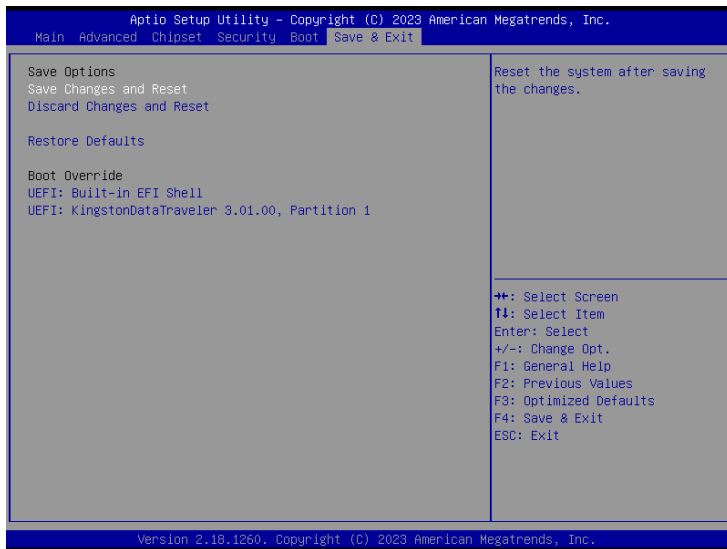 Aptio Setup Utility – Copyright (C) 2023 American Megatrends, Inc.
Main Advanced Chipset Security Boot Save & Exit
Save Options
Save Changes and Reset
Discard Changes and Reset
Restore Defaults
Boot Override
UEFI: Built-in EFI Shell
UEFI: KingstonDataTraveler 3.01.00, Partition 1
Reset the system after saving
the changes.
→←: Select Screen
↑↓: Select Item
Enter: Select
+/-: Change Opt.
F1: General Help
F2: Previous Values
F3: Optimized Defaults
F4: Save & Exit
ESC: Exit
Version 2.18.1260. Copyright (C) 2023 American Megatrends, Inc.